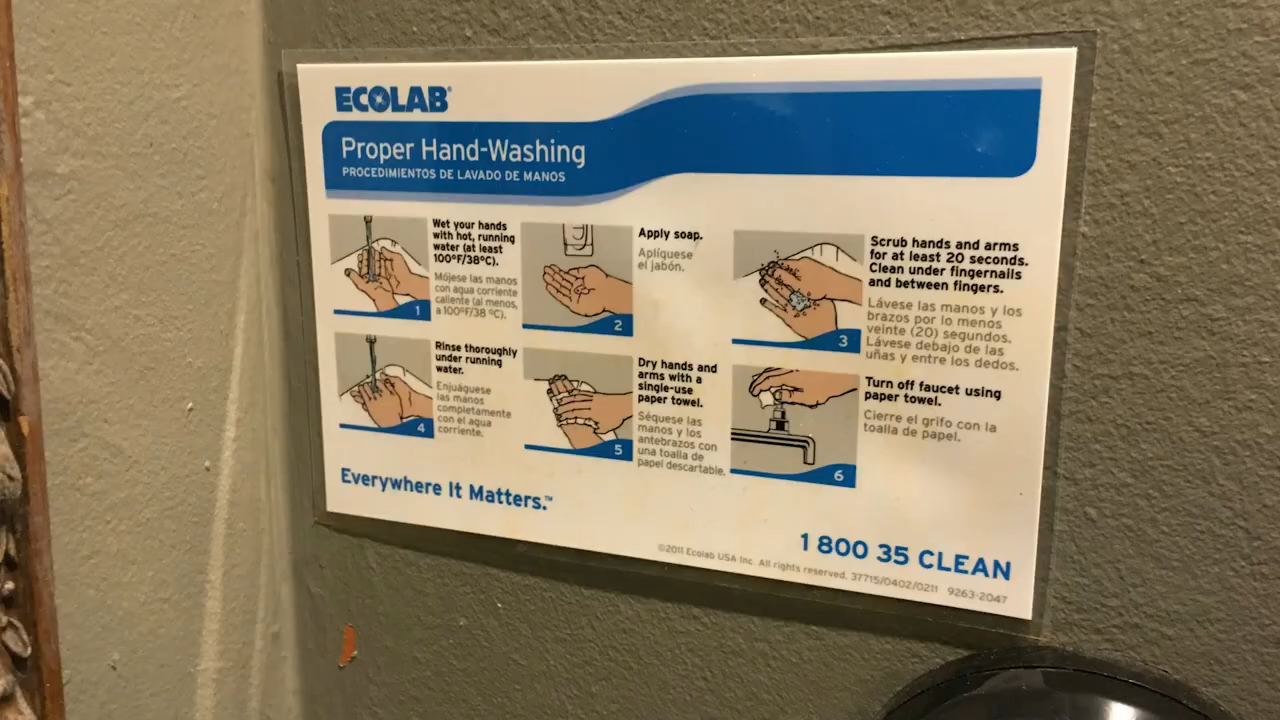 ECOLAB®
Proper Hand-Washing
PROCEDIMIENTOS DE LAVADO DE MANOS
Wet your hands
with hot, running
water (at least
100°F/38°C).
Mójese las manos
con agua corriente
caliente (al menos,
a 100°F/38 °C).
1
Apply soap.
Aplíquese
el jabón.
2
Scrub hands and arms
for at least 20 seconds.
Clean under fingernails
and between fingers.
Lávese las manos y los
brazos por lo menos
veinte (20) segundos.
Lávese debajo de las
uñas y entre los dedos.
3
Rinse thoroughly
under running
water.
Enjuáguese
las manos
completamente
con el agua
corriente.
4
Dry hands and
arms with a
single-use
paper towel.
Séquese las
manos y los
antebrazos con
una toalla de
papel descartable.
5
Turn off faucet using
paper towel.
Cierre el grifo con la
toalla de papel.
6
Everywhere It Matters.™
1 800 35 CLEAN
©2011 Ecolab USA Inc. All rights reserved. 37715/0402/0211 9263-2047